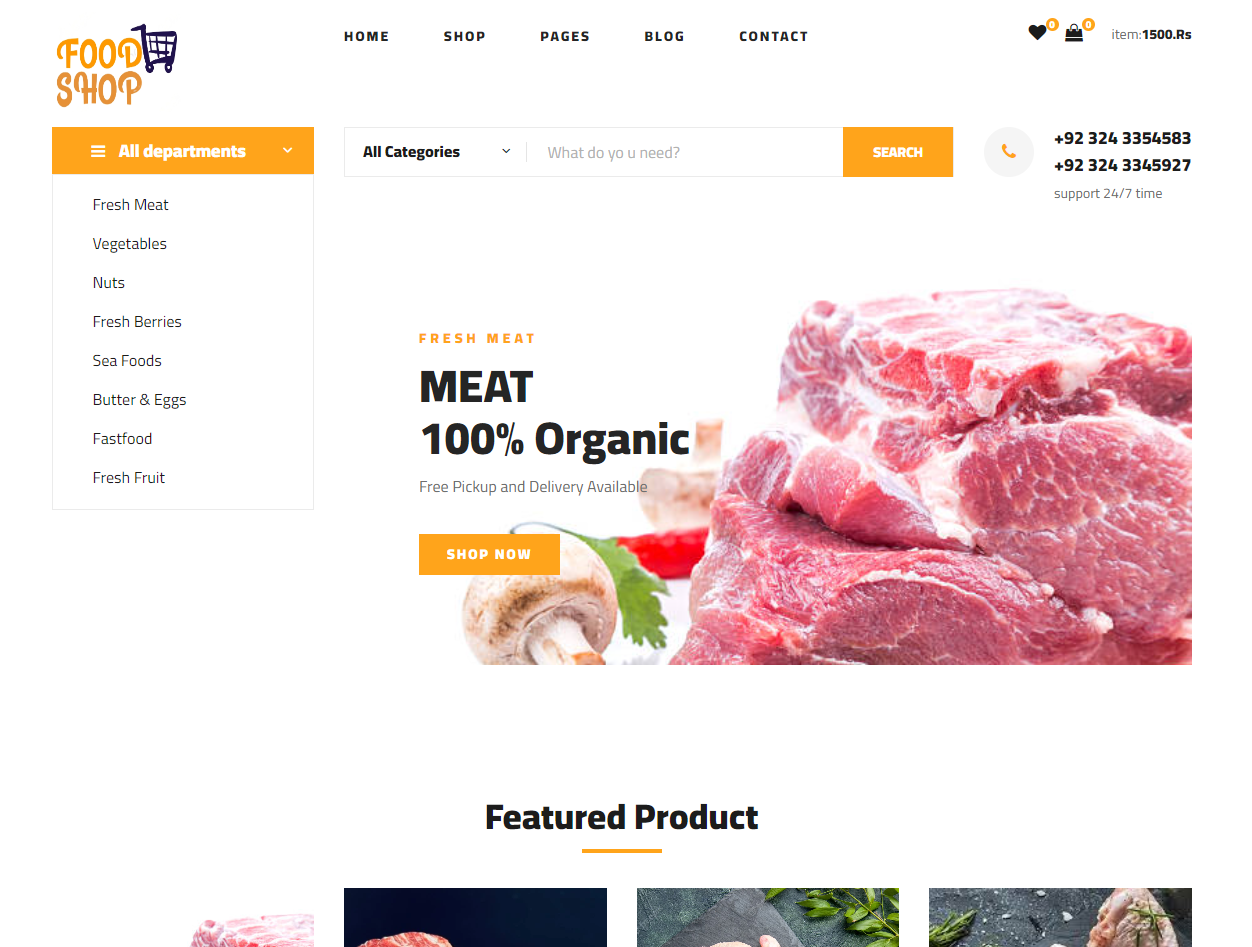 FOOD
SHOP
HOME
SHOP
PAGES
BLOG
CONTACT
0
0
item:1500.Rs
All departments
All Categories
What do yo u need?
SEARCH
+92 324 3354583
+92 324 3345927
support 24/7 time
Fresh Meat
Vegetables
Nuts
Fresh Berries
Sea Foods
Butter & Eggs
Fastfood
Fresh Fruit
FRESH MEAT
MEAT
100% Organic
Free Pickup and Delivery Available
SHOP NOW
Featured Product